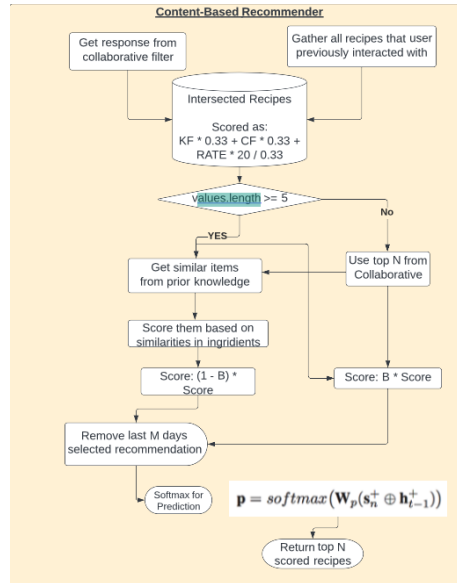 Content-Based Recommender
Get response from
collaborative filter
Gather all recipes that user
previously interacted with
Intersected Recipes
Scored as:
KF * 0.33 + CF * 0.33 +
RATE * 20 / 0.33
values.length >= 5
No
YES
Get similar items
from prior knowledge
Use top N from
Collaborative
Score them based on
similarities in ingridients
Score: (1 - B) *
Score
Score: B * Score
Remove last M days
selected recommendation
Softmax for
Prediction
p = softmax(W_p(s_n^+ ⊕ h_{t-1}^+))
Return top N
scored recipes